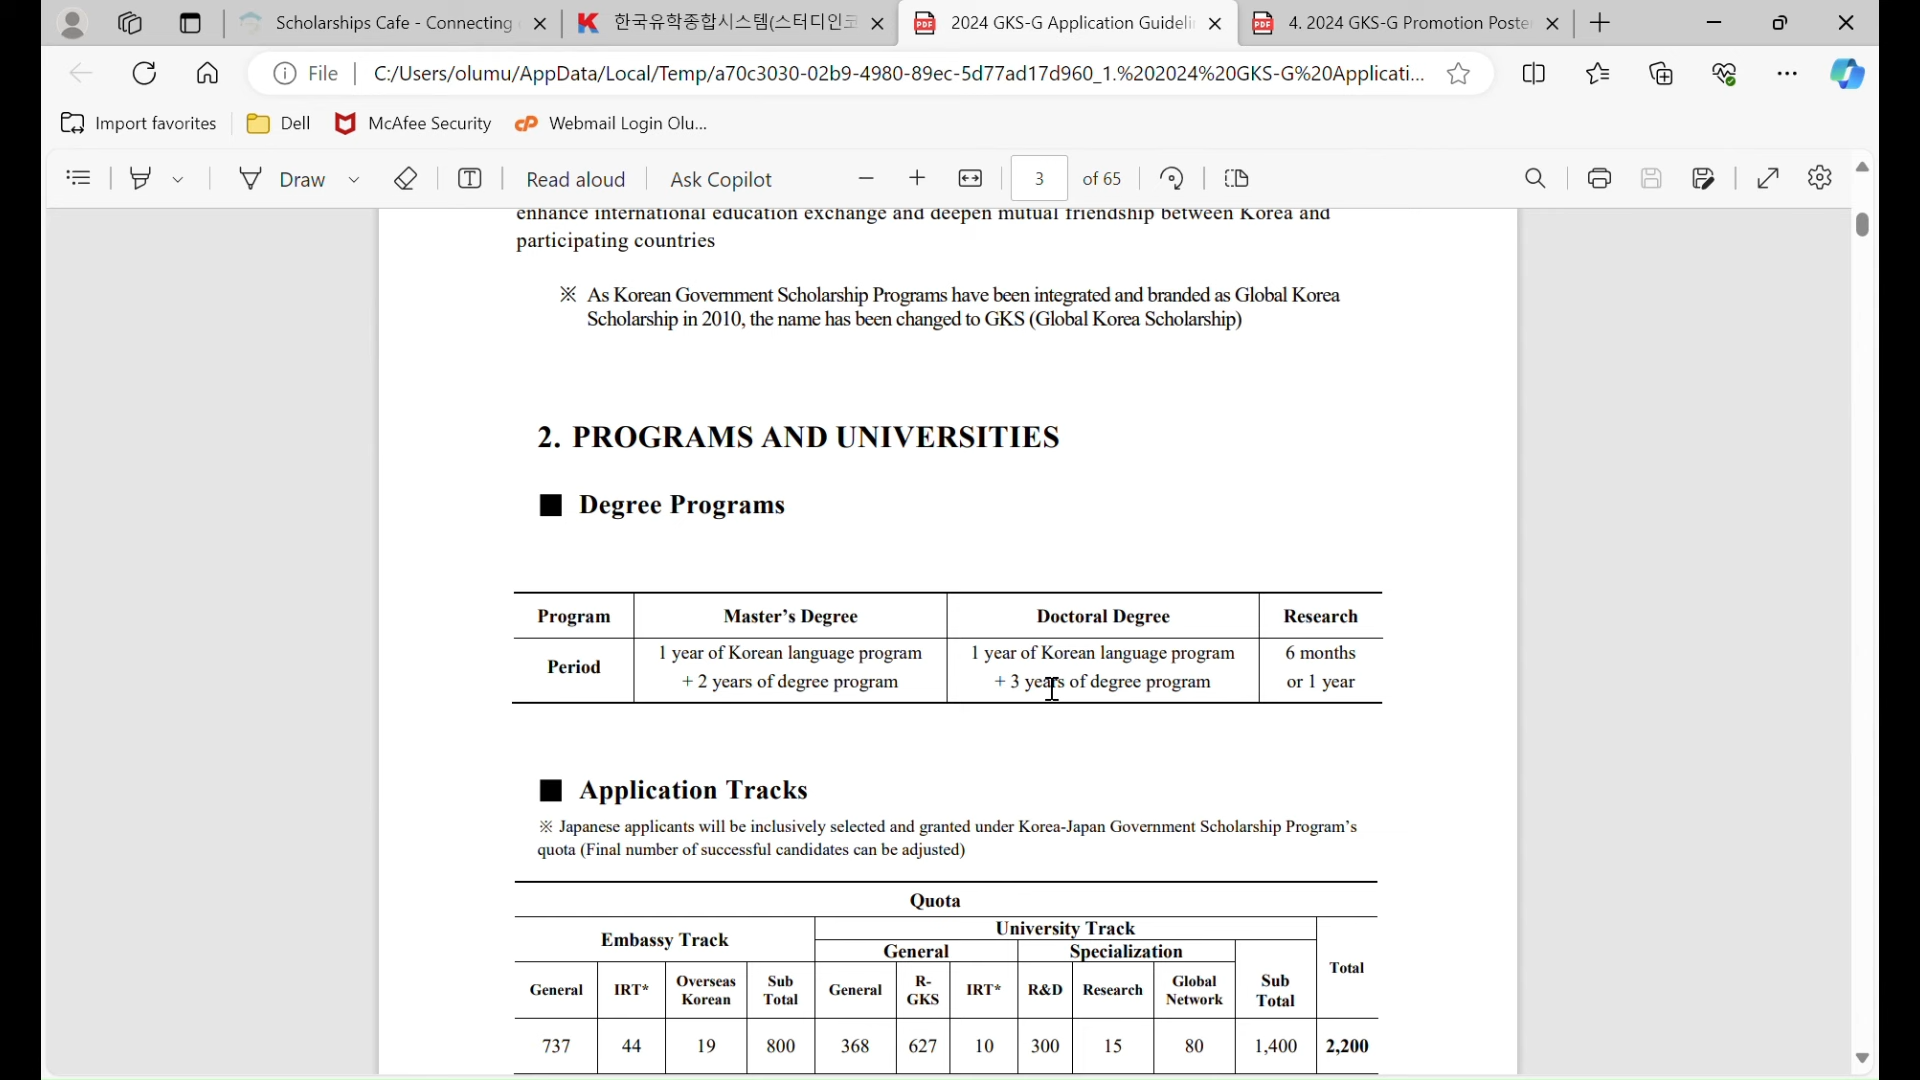 Scholarships Cafe - Connecting
한국유학종합시스템(스터디인코
2024 GKS-G Application Guideli
4. 2024 GKS-G Promotion Poste
File
C:/Users/olumu/AppData/Local/Temp/a70c3030-02b9-4980-89ec-5d77ad17d960_1.%202024%20GKS-G%20Applicati...
Import favorites
Dell
McAfee Security
Webmail Login Olu...
Draw
Read aloud
Ask Copilot
3
of 65
enhance international education exchange and deepen mutual friendship between Korea and
participating countries
※ As Korean Government Scholarship Programs have been integrated and branded as Global Korea
Scholarship in 2010, the name has been changed to GKS (Global Korea Scholarship)
2. PROGRAMS AND UNIVERSITIES
■ Degree Programs
Program
Master's Degree
Doctoral Degree
Research
Period
1 year of Korean language program
+ 2 years of degree program
1 year of Korean language program
+ 3 years of degree program
6 months
or 1 year
■ Application Tracks
※ Japanese applicants will be inclusively selected and granted under Korea-Japan Government Scholarship Program's
quota (Final number of successful candidates can be adjusted)
Quota
Embassy Track
University Track
Total
General
Specialization
Sub
Total
General
IRT*
Overseas
Korean
Sub
Total
General
R-
GKS
IRT*
R&D
Research
Global
Network
737
44
19
800
368
627
10
300
15
80
1,400
2,200